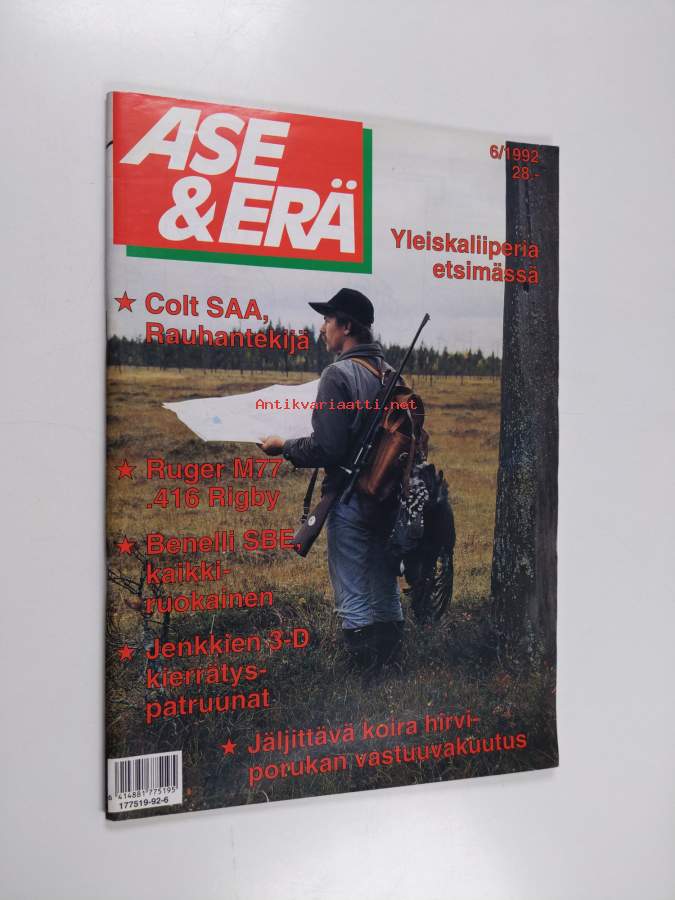 ASE
& ERÄ
6/1992
28,-
Yleiskaliiperia
etsimässä
★ Colt SAA,
Rauhantekijä
Antikvariaatti.net
★ Ruger M77
.416 Rigby
★ Benelli SBE,
kaikki-
ruokainen
★ Jenkkien 3-D
kierrätys-
patruunat
★ Jäljittävä koira hirvi-
porukan vastuuvakuutus
6 414881 775195
177519-92-6